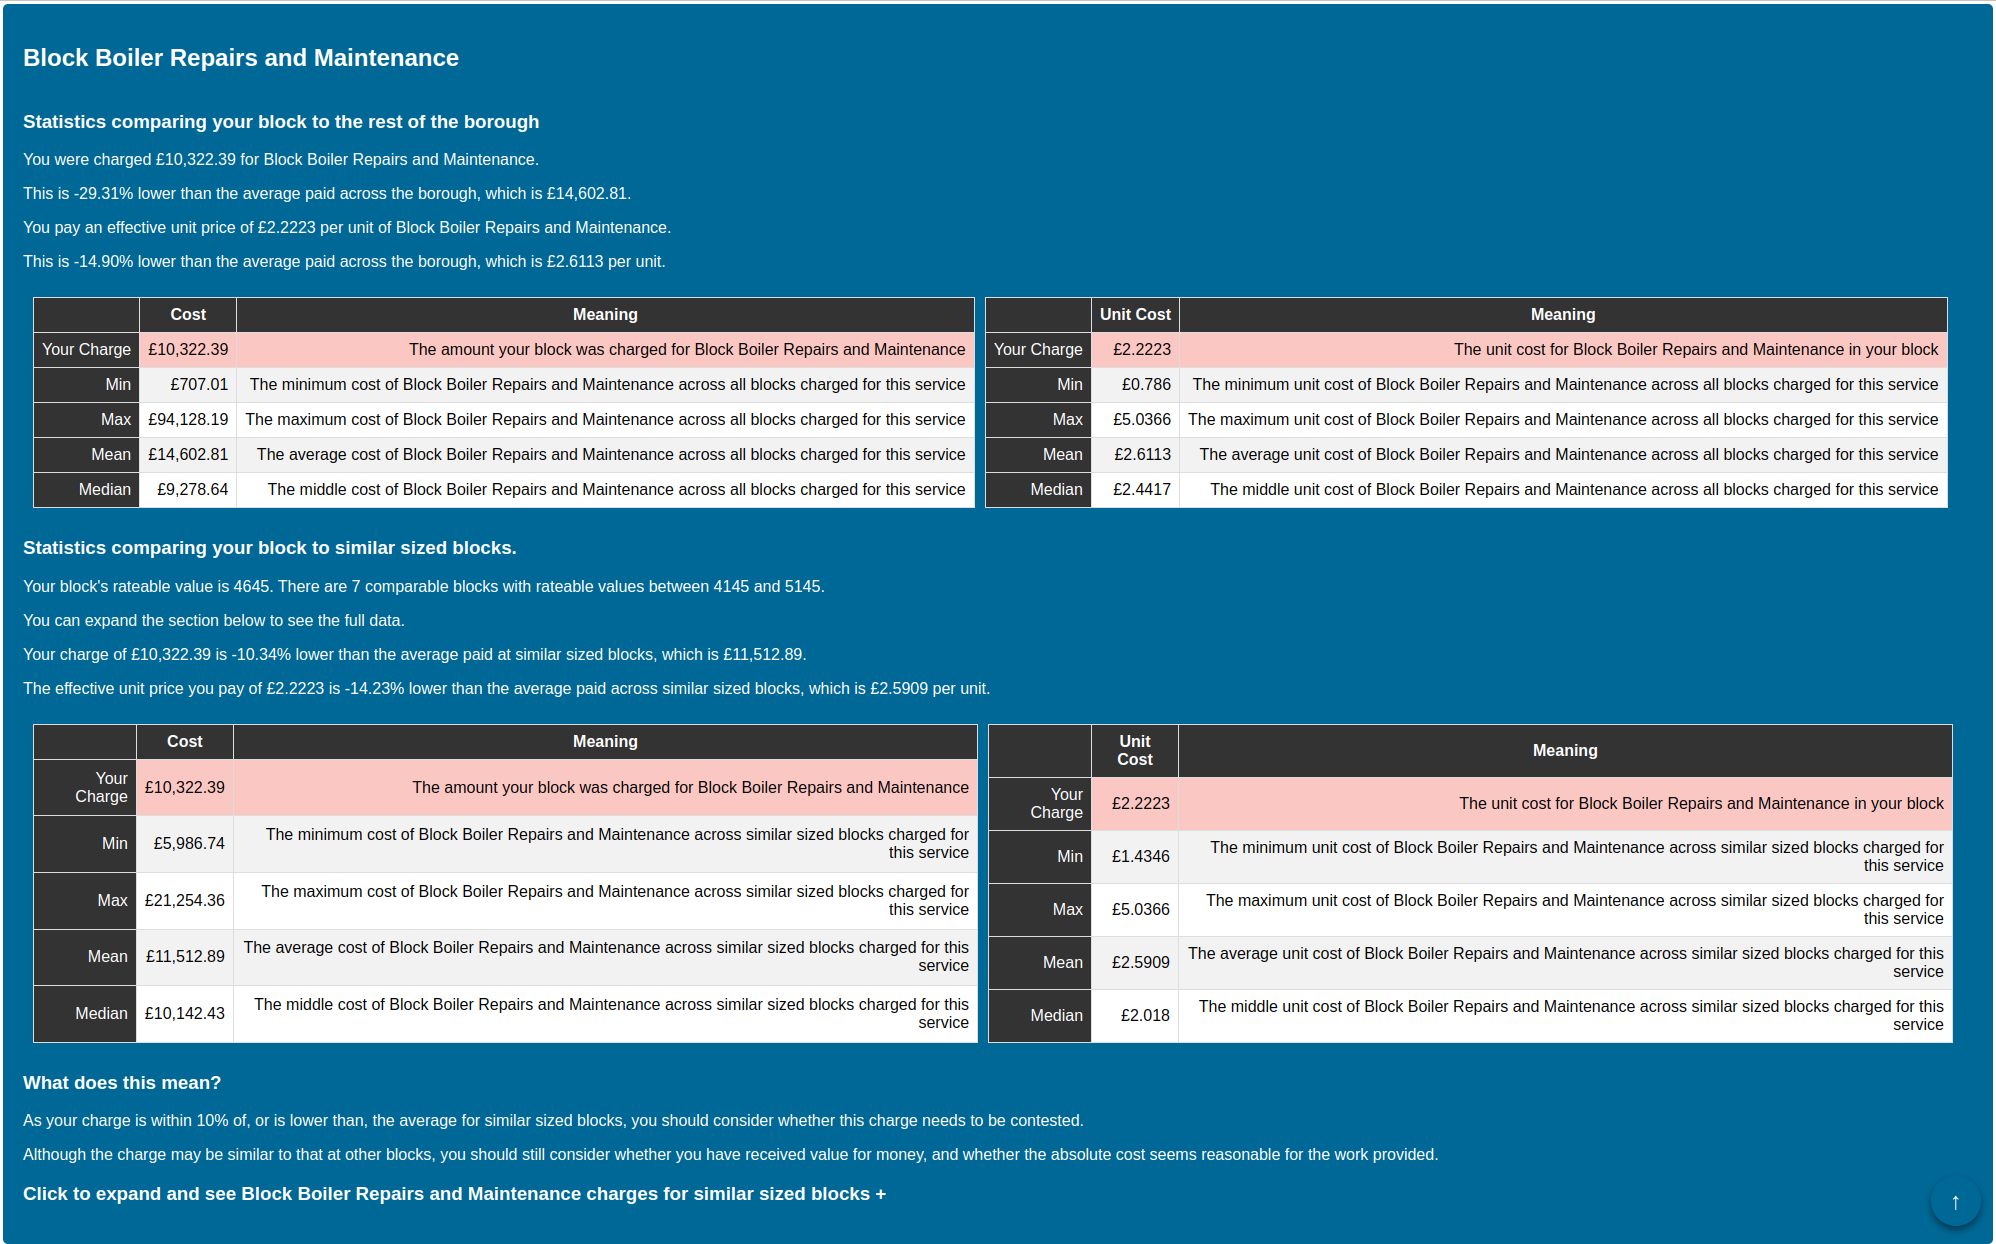 Block Boiler Repairs and Maintenance
Statistics comparing your block to the rest of the borough
You were charged £10,322.39 for Block Boiler Repairs and Maintenance.
This is -29.31% lower than the average paid across the borough, which is £14,602.81.
You pay an effective unit price of £2.2223 per unit of Block Boiler Repairs and Maintenance.
This is -14.90% lower than the average paid across the borough, which is £2.6113 per unit.
Cost Meaning
Your Charge £10,322.39 The amount your block was charged for Block Boiler Repairs and Maintenance
Min £707.01 The minimum cost of Block Boiler Repairs and Maintenance across all blocks charged for this service
Max £94,128.19 The maximum cost of Block Boiler Repairs and Maintenance across all blocks charged for this service
Mean £14,602.81 The average cost of Block Boiler Repairs and Maintenance across all blocks charged for this service
Median £9,278.64 The middle cost of Block Boiler Repairs and Maintenance across all blocks charged for this service
Unit Cost Meaning
Your Charge £2.2223 The unit cost for Block Boiler Repairs and Maintenance in your block
Min £0.786 The minimum unit cost of Block Boiler Repairs and Maintenance across all blocks charged for this service
Max £5.0366 The maximum unit cost of Block Boiler Repairs and Maintenance across all blocks charged for this service
Mean £2.6113 The average unit cost of Block Boiler Repairs and Maintenance across all blocks charged for this service
Median £2.4417 The middle unit cost of Block Boiler Repairs and Maintenance across all blocks charged for this service
Statistics comparing your block to similar sized blocks.
Your block's rateable value is 4645. There are 7 comparable blocks with rateable values between 4145 and 5145.
You can expand the section below to see the full data.
Your charge of £10,322.39 is -10.34% lower than the average paid at similar sized blocks, which is £11,512.89.
The effective unit price you pay of £2.2223 is -14.23% lower than the average paid across similar sized blocks, which is £2.5909 per unit.
Cost Meaning
Your
Charge £10,322.39 The amount your block was charged for Block Boiler Repairs and Maintenance
Min £5,986.74 The minimum cost of Block Boiler Repairs and Maintenance across similar sized blocks charged for
this service
Max £21,254.36 The maximum cost of Block Boiler Repairs and Maintenance across similar sized blocks charged for
this service
Mean £11,512.89 The average cost of Block Boiler Repairs and Maintenance across similar sized blocks charged for this
service
Median £10,142.43 The middle cost of Block Boiler Repairs and Maintenance across similar sized blocks charged for this
service
Unit
Cost Meaning
Your
Charge £2.2223 The unit cost for Block Boiler Repairs and Maintenance in your block
Min £1.4346 The minimum unit cost of Block Boiler Repairs and Maintenance across similar sized blocks charged for
this service
Max £5.0366 The maximum unit cost of Block Boiler Repairs and Maintenance across similar sized blocks charged for
this service
Mean £2.5909 The average unit cost of Block Boiler Repairs and Maintenance across similar sized blocks charged for this
service
Median £2.018 The middle unit cost of Block Boiler Repairs and Maintenance across similar sized blocks charged for this
service
What does this mean?
As your charge is within 10% of, or is lower than, the average for similar sized blocks, you should consider whether this charge needs to be contested.
Although the charge may be similar to that at other blocks, you should still consider whether you have received value for money, and whether the absolute cost seems reasonable for the work provided.
Click to expand and see Block Boiler Repairs and Maintenance charges for similar sized blocks +
↑